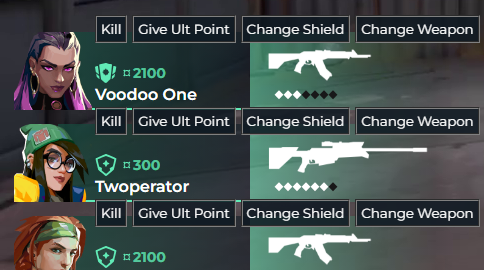 Kill Give Ult Point Change Shield Change Weapon
¤ 2100
Voodoo One
Kill Give Ult Point Change Shield Change Weapon
¤ 300
Twoperator
Kill Give Ult Point Change Shield Change Weapon
¤ 2100